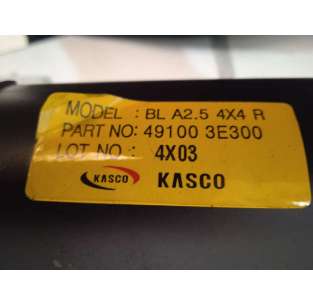 MODEL : BL A2.5 4X4 R
PART NO: 49100 3E300
LOT NO : 4X03
KASCO KASCO